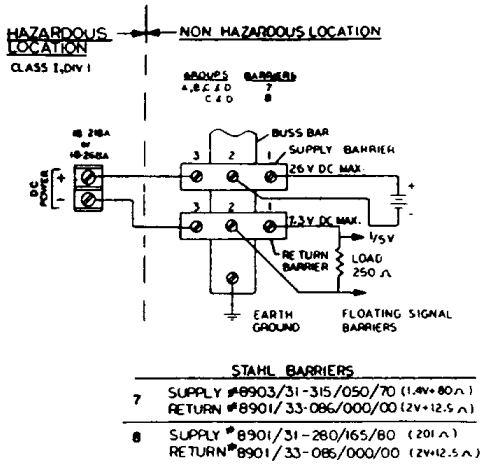 HAZARDOUS LOCATION
NON HAZARDOUS LOCATION
CLASS I, DIV I
GROUPS BARRIERS
A,B,C & D 7
C & D 8
BUSS BAR
SUPPLY BARRIER
DC POWER
+
-
3 2 1
26V DC MAX.
+
-
3 2 1
7.3V DC MAX.
1/5V
RETURN BARRIER
LOAD 250 Ω
EARTH GROUND
FLOATING SIGNAL BARRIERS
STAHL BARRIERS
7 SUPPLY #8903/31-315/050/70 (1.4V+80Ω)
RETURN #8901/33-086/000/00 (2V+12.5Ω)
8 SUPPLY #8901/31-280/165/80 (201Ω)
RETURN #8901/33-086/000/00 (2V+12.5Ω)